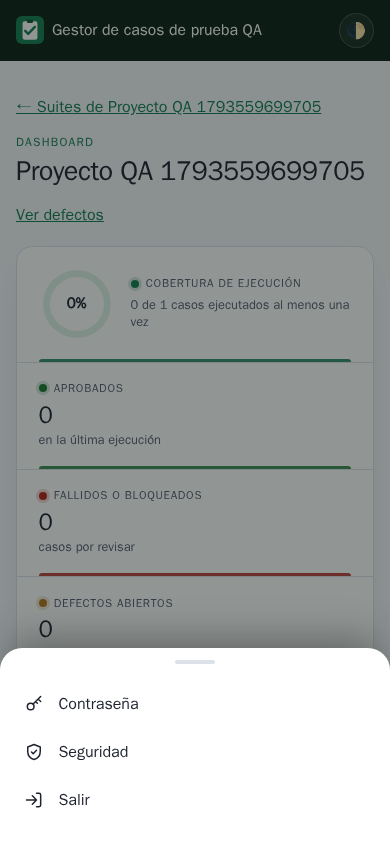 Gestor de casos de prueba QA
← Suites de Proyecto QA 1793559699705
DASHBOARD
Proyecto QA 1793559699705
Ver defectos
0%
COBERTURA DE EJECUCIÓN
0 de 1 casos ejecutados al menos una
vez
APROBADOS
0
en la última ejecución
FALLIDOS O BLOQUEADOS
0
casos por revisar
DEFECTOS ABIERTOS
0
Contraseña
Seguridad
Salir